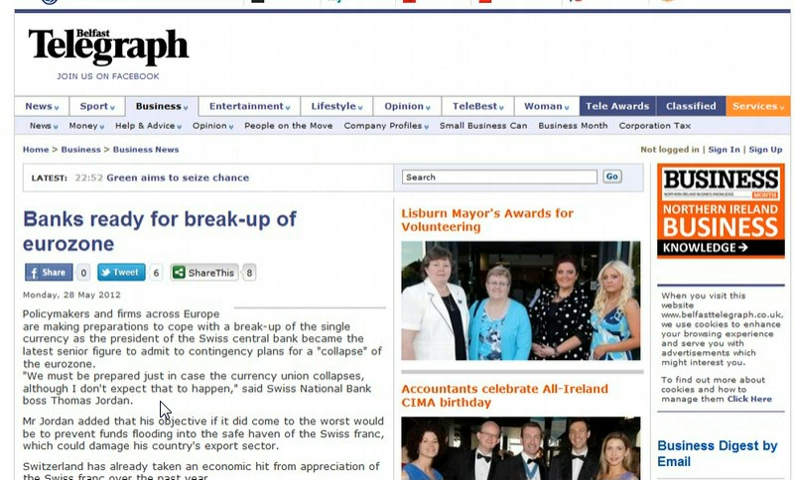 Belfast
Telegraph
JOIN US ON FACEBOOK
News Sport Business Entertainment Lifestyle Opinion TeleBest Woman Tele Awards Classified Services
News Money Help & Advice Opinion People on the Move Company Profiles Small Business Can Business Month Corporation Tax
Home > Business > Business News
Not logged in | Sign In | Sign Up
LATEST: 22:52 Green aims to seize chance
Search Go
Banks ready for break-up of
eurozone
Share 0 Tweet 6 ShareThis 8
Monday, 28 May 2012
Policymakers and firms across Europe
are making preparations to cope with a break-up of the single
currency as the president of the Swiss central bank became the
latest senior figure to admit to contingency plans for a "collapse" of
the eurozone.
"We must be prepared just in case the currency union collapses,
although I don't expect that to happen," said Swiss National Bank
boss Thomas Jordan.
Mr Jordan added that his objective if it did come to the worst would
be to prevent funds flooding into the safe haven of the Swiss franc,
which could damage his country's export sector.
Switzerland has already taken an economic hit from appreciation of
the Swiss franc over the past year.
Lisburn Mayor's Awards for
Volunteering
Accountants celebrate All-Ireland
CIMA birthday
BUSINESS
MONTH
NORTHERN IRELAND
BUSINESS
KNOWLEDGE
When you visit this
website
www.belfasttelegraph.co.uk,
we use cookies to enhance
your browsing experience
and serve you with
advertisements which
might interest you.
To find out more about
cookies and how to
manage them Click Here
Business Digest by
Email